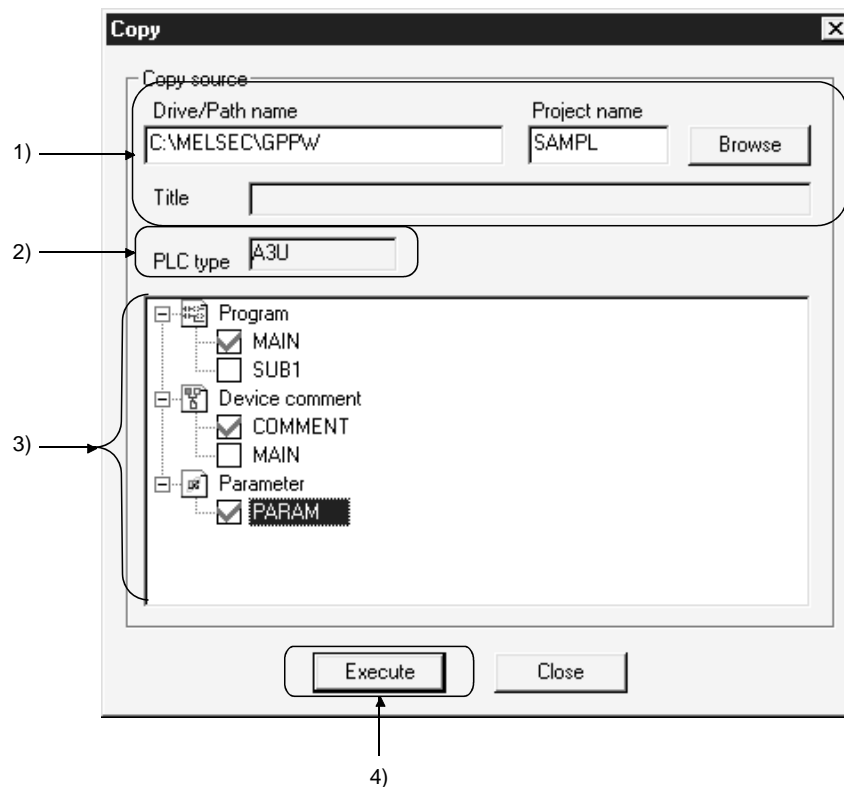 Copy
Copy source
Drive/Path name Project name
1) C:\MELSEC\GPPW SAMPL Browse
Title
2) PLC type A3U
Program
MAIN
SUB1
Device comment
3) COMMENT
MAIN
Parameter
PARAM
Execute Close
4)